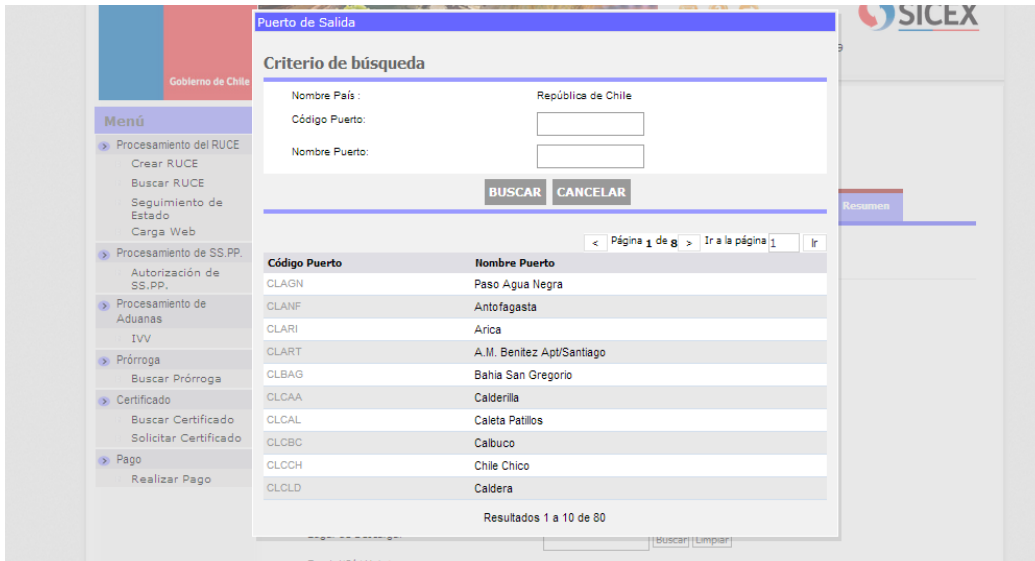 Puerto de Salida
SICEX
Gobierno de Chile
Criterio de búsqueda
Nombre País : República de Chile
Código Puerto:
Nombre Puerto:
BUSCAR CANCELAR
Menú
Procesamiento del RUCE
Crear RUCE
Buscar RUCE
Seguimiento de
Estado
Carga Web
Procesamiento de SS.PP.
Autorización de
SS.PP.
Procesamiento de
Aduanas
IVV
Prórroga
Buscar Prórroga
Certificado
Buscar Certificado
Solicitar Certificado
Pago
Realizar Pago
Resumen
< Página 1 de 8 > Ir a la página 1 Ir
Código Puerto Nombre Puerto
CLAGN Paso Agua Negra
CLANF Antofagasta
CLARI Arica
CLART A.M. Benitez Apt/Santiago
CLBAG Bahia San Gregorio
CLCAA Calderilla
CLCAL Caleta Patillos
CLCBC Calbuco
CLCCH Chile Chico
CLCLD Caldera
Resultados 1 a 10 de 80
Buscar Limpiar